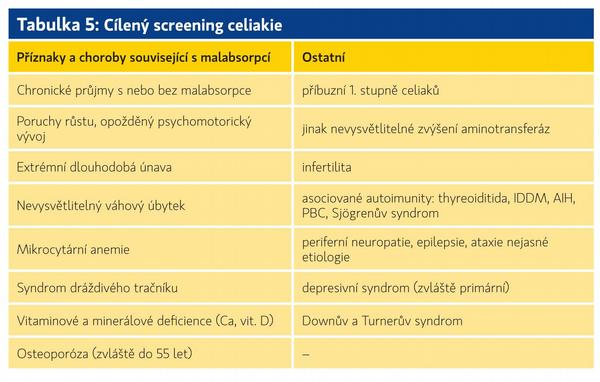 Tabulka 5: Cílený screening celiakie
Příznaky a choroby související s malabsorpcí
Ostatní
Chronické průjmy s nebo bez malabsorpce
příbuzní 1. stupně celiaků
Poruchy růstu, opožděný psychomotorický
vývoj
jinak nevysvětlitelné zvýšení aminotransferáz
Extrémní dlouhodobá únava
infertilita
Nevysvětlitelný váhový úbytek
asociované autoimunity: thyreoiditida, IDDM, AIH,
PBC, Sjögrenův syndrom
Mikrocytární anemie
periferní neuropatie, epilepsie, ataxie nejasné
etiologie
Syndrom dráždivého tračníku
depresivní syndrom (zvláště primární)
Vitaminové a minerálové deficience (Ca, vit. D)
Downův a Turnerův syndrom
Osteoporóza (zvláště do 55 let)
–